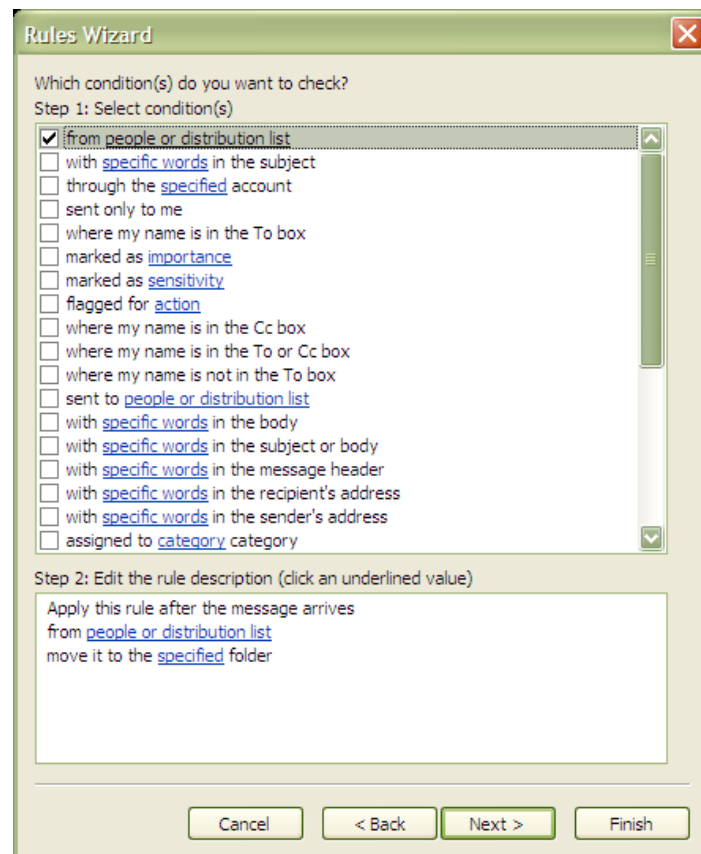 Rules Wizard
Which condition(s) do you want to check?
Step 1: Select condition(s)
from people or distribution list
with specific words in the subject
through the specified account
sent only to me
where my name is in the To box
marked as importance
marked as sensitivity
flagged for action
where my name is in the Cc box
where my name is in the To or Cc box
where my name is not in the To box
sent to people or distribution list
with specific words in the body
with specific words in the subject or body
with specific words in the message header
with specific words in the recipient's address
with specific words in the sender's address
assigned to category category
Step 2: Edit the rule description (click an underlined value)
Apply this rule after the message arrives
from people or distribution list
move it to the specified folder
Cancel < Back Next > Finish